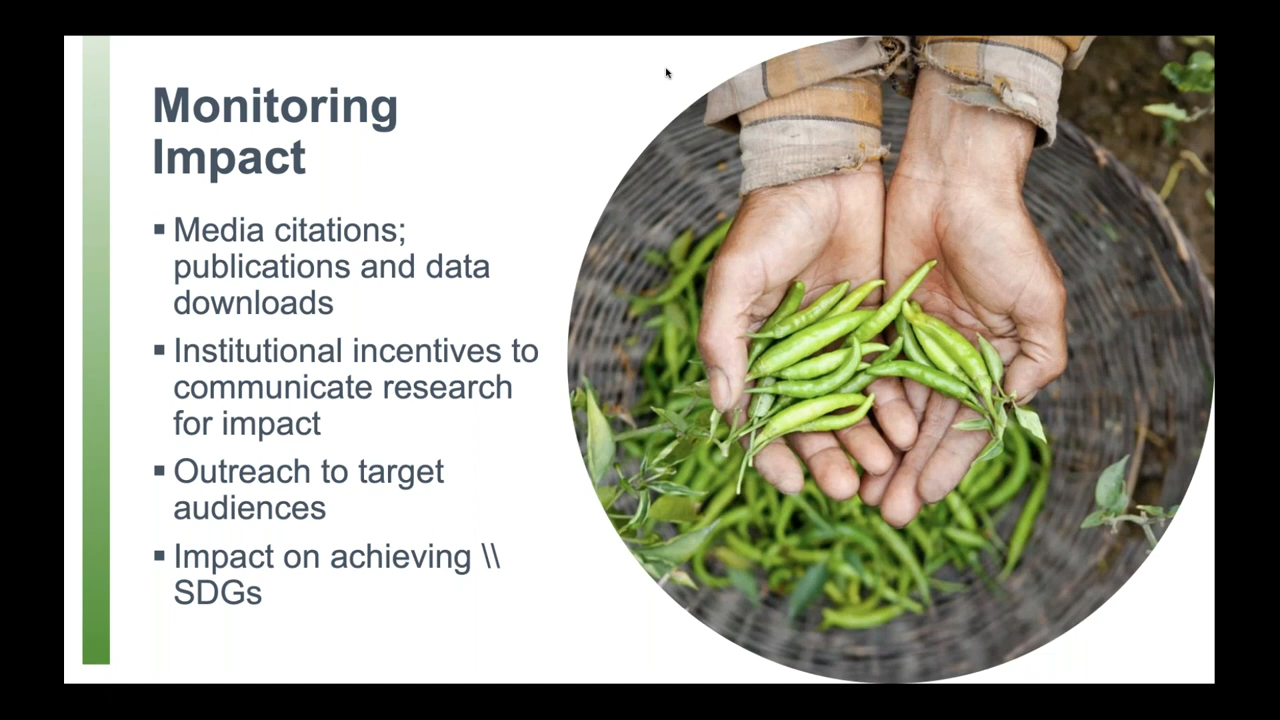 Monitoring
Impact
▪ Media citations;
publications and data
downloads
▪ Institutional incentives to
communicate research
for impact
▪ Outreach to target
audiences
▪ Impact on achieving \\
SDGs